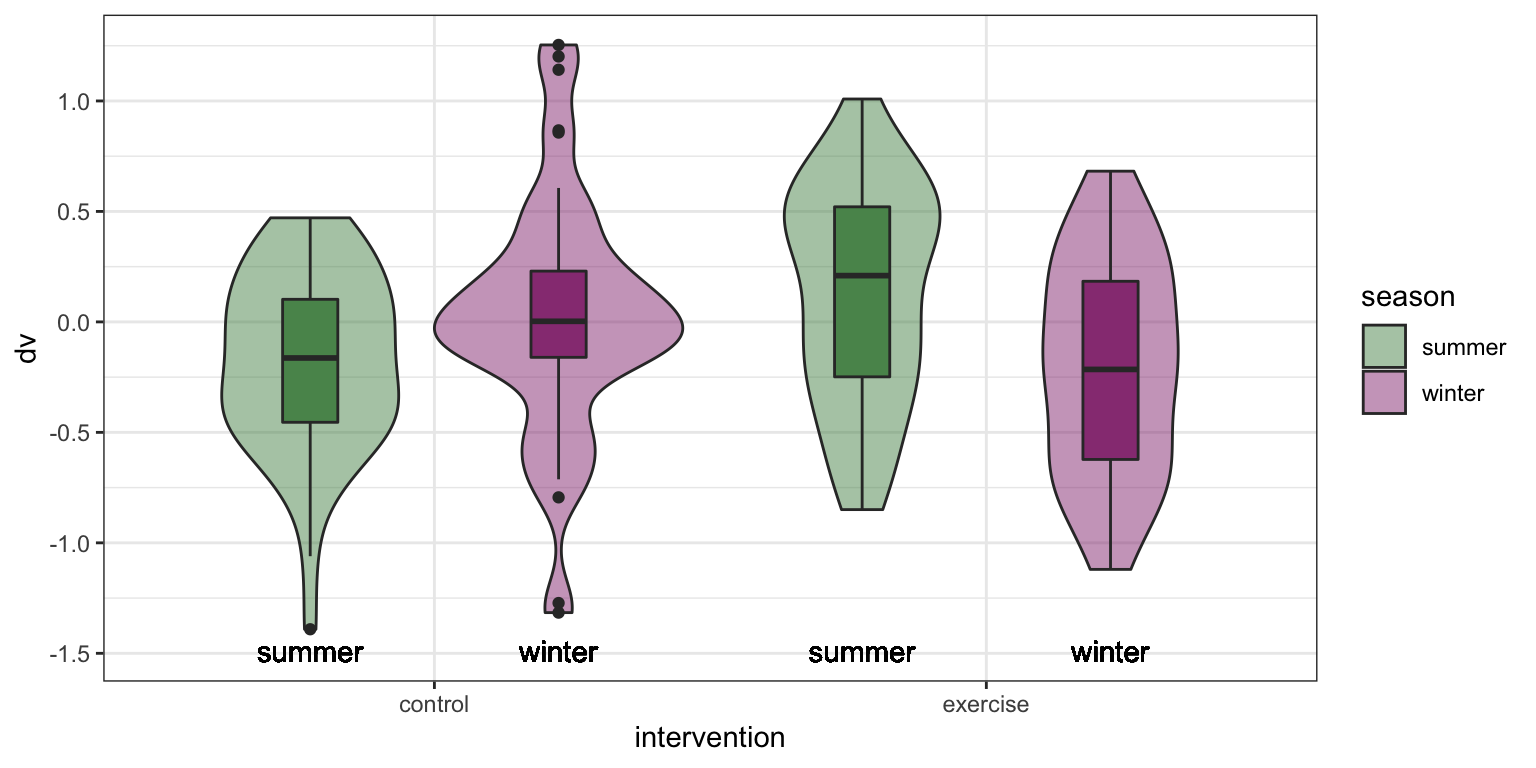 1.0
0.5
0.0
-0.5
-1.0
-1.5
dv
summer winter summer winter
control exercise
intervention
season
summer
winter